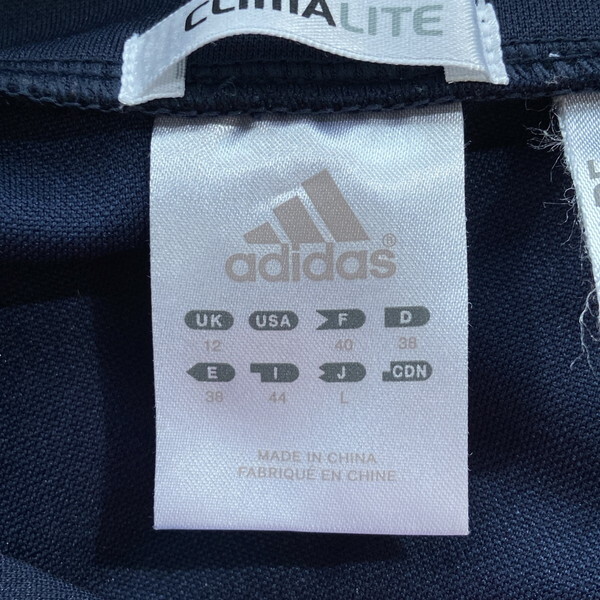 CLIMALITE
adidas®
UK USA F D
12 40 38
E I J CDN
38 44 L
MADE IN CHINA
FABRIQUÉ EN CHINE